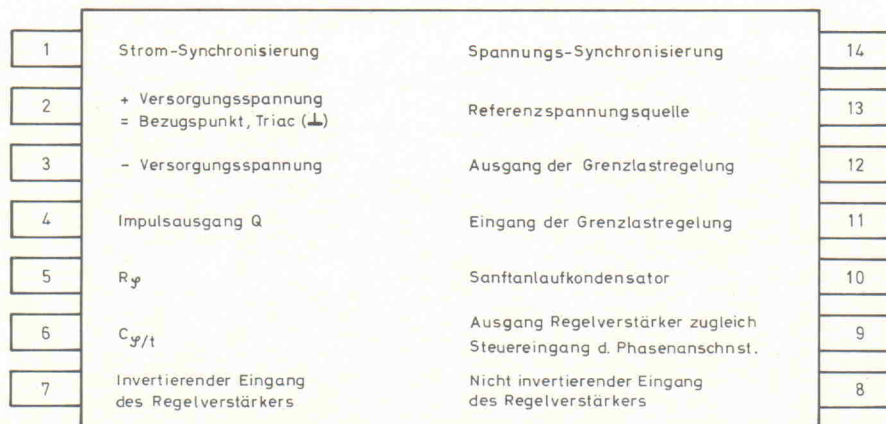 1 Strom-Synchronisierung Spannungs-Synchronisierung 14
2 + Versorgungsspannung
= Bezugspunkt, Triac (⊥) Referenzspannungsquelle 13
3 - Versorgungsspannung Ausgang der Grenzlastregelung 12
4 Impulsausgang Q Eingang der Grenzlastregelung 11
5 Rφ Sanftanlaufkondensator 10
6 Cφ/t Ausgang Regelverstärker zugleich 9
Steuereingang d. Phasenanschnst.
7 Invertierender Eingang Nicht invertierender Eingang 8
des Regelverstärkers des Regelverstärkers